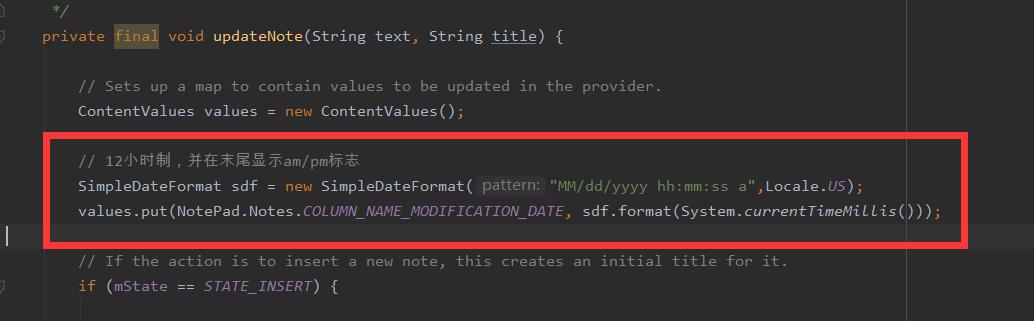 */
private final void updateNote(String text, String title) {
// Sets up a map to contain values to be updated in the provider.
ContentValues values = new ContentValues();
// 12小时制，并在末尾显示am/pm标志
SimpleDateFormat sdf = new SimpleDateFormat( pattern: "MM/dd/yyyy hh:mm:ss a",Locale.US);
values.put(NotePad.Notes.COLUMN_NAME_MODIFICATION_DATE, sdf.format(System.currentTimeMillis()));
// If the action is to insert a new note, this creates an initial title for it.
if (mState == STATE_INSERT) {